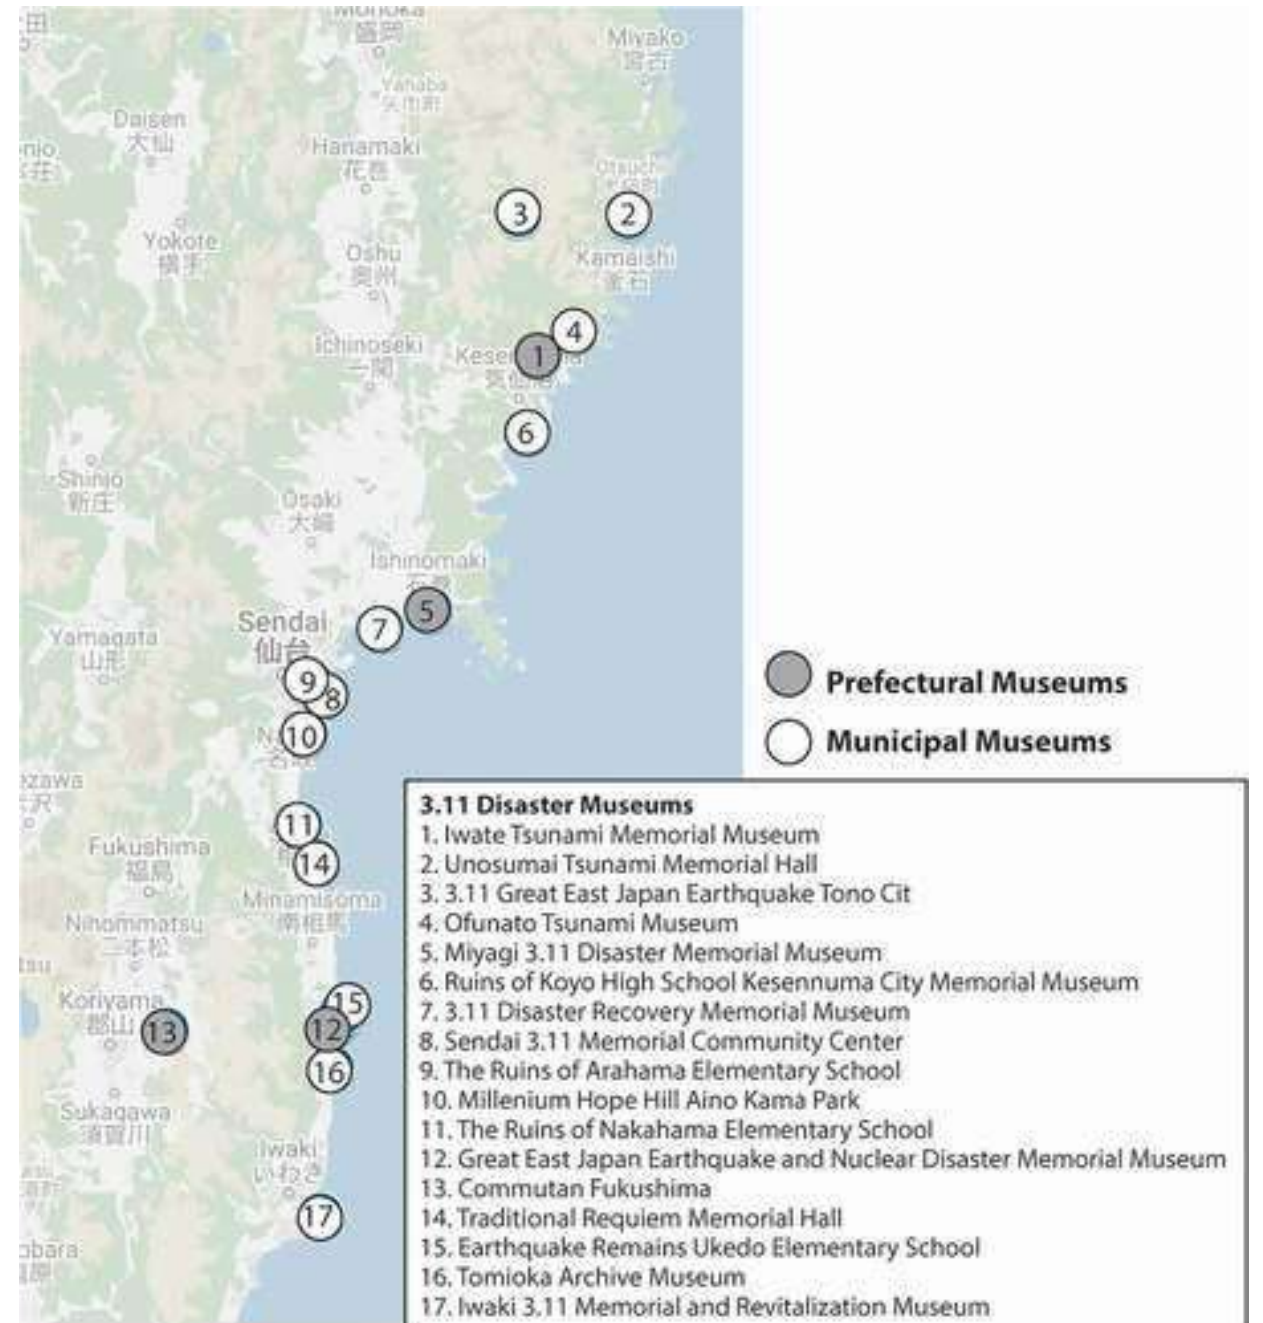 盛岡
Miyako
宮古
Yahaba
矢巾町
Daisen
大仙
Hanamaki
花巻
3
2
Yokote
横手
Oshu
奥州
Kamaishi
釜石
4
1
Ichinoseki
一関
6
Shinjo
新庄
Osaki
大崎
Ishinomaki
5
7
Sendai
仙台
Yamagata
山形
9
8
10
Prefectural Museums
Municipal Museums
11
14
Fukushima
福島
Minamisoma
南相馬
Nihommatsu
二本松
15
12
13
16
Koriyama
郡山
Sukagawa
須賀川
Iwaki
いわき
17
3.11 Disaster Museums
1. Iwate Tsunami Memorial Museum
2. Unosumai Tsunami Memorial Hall
3. 3.11 Great East Japan Earthquake Tono Cit
4. Ofunato Tsunami Museum
5. Miyagi 3.11 Disaster Memorial Museum
6. Ruins of Koyo High School Kesennuma City Memorial Museum
7. 3.11 Disaster Recovery Memorial Museum
8. Sendai 3.11 Memorial Community Center
9. The Ruins of Arahama Elementary School
10. Millenium Hope Hill Aino Kama Park
11. The Ruins of Nakahama Elementary School
12. Great East Japan Earthquake and Nuclear Disaster Memorial Museum
13. Commutan Fukushima
14. Traditional Requiem Memorial Hall
15. Earthquake Remains Ukedo Elementary School
16. Tomioka Archive Museum
17. Iwaki 3.11 Memorial and Revitalization Museum